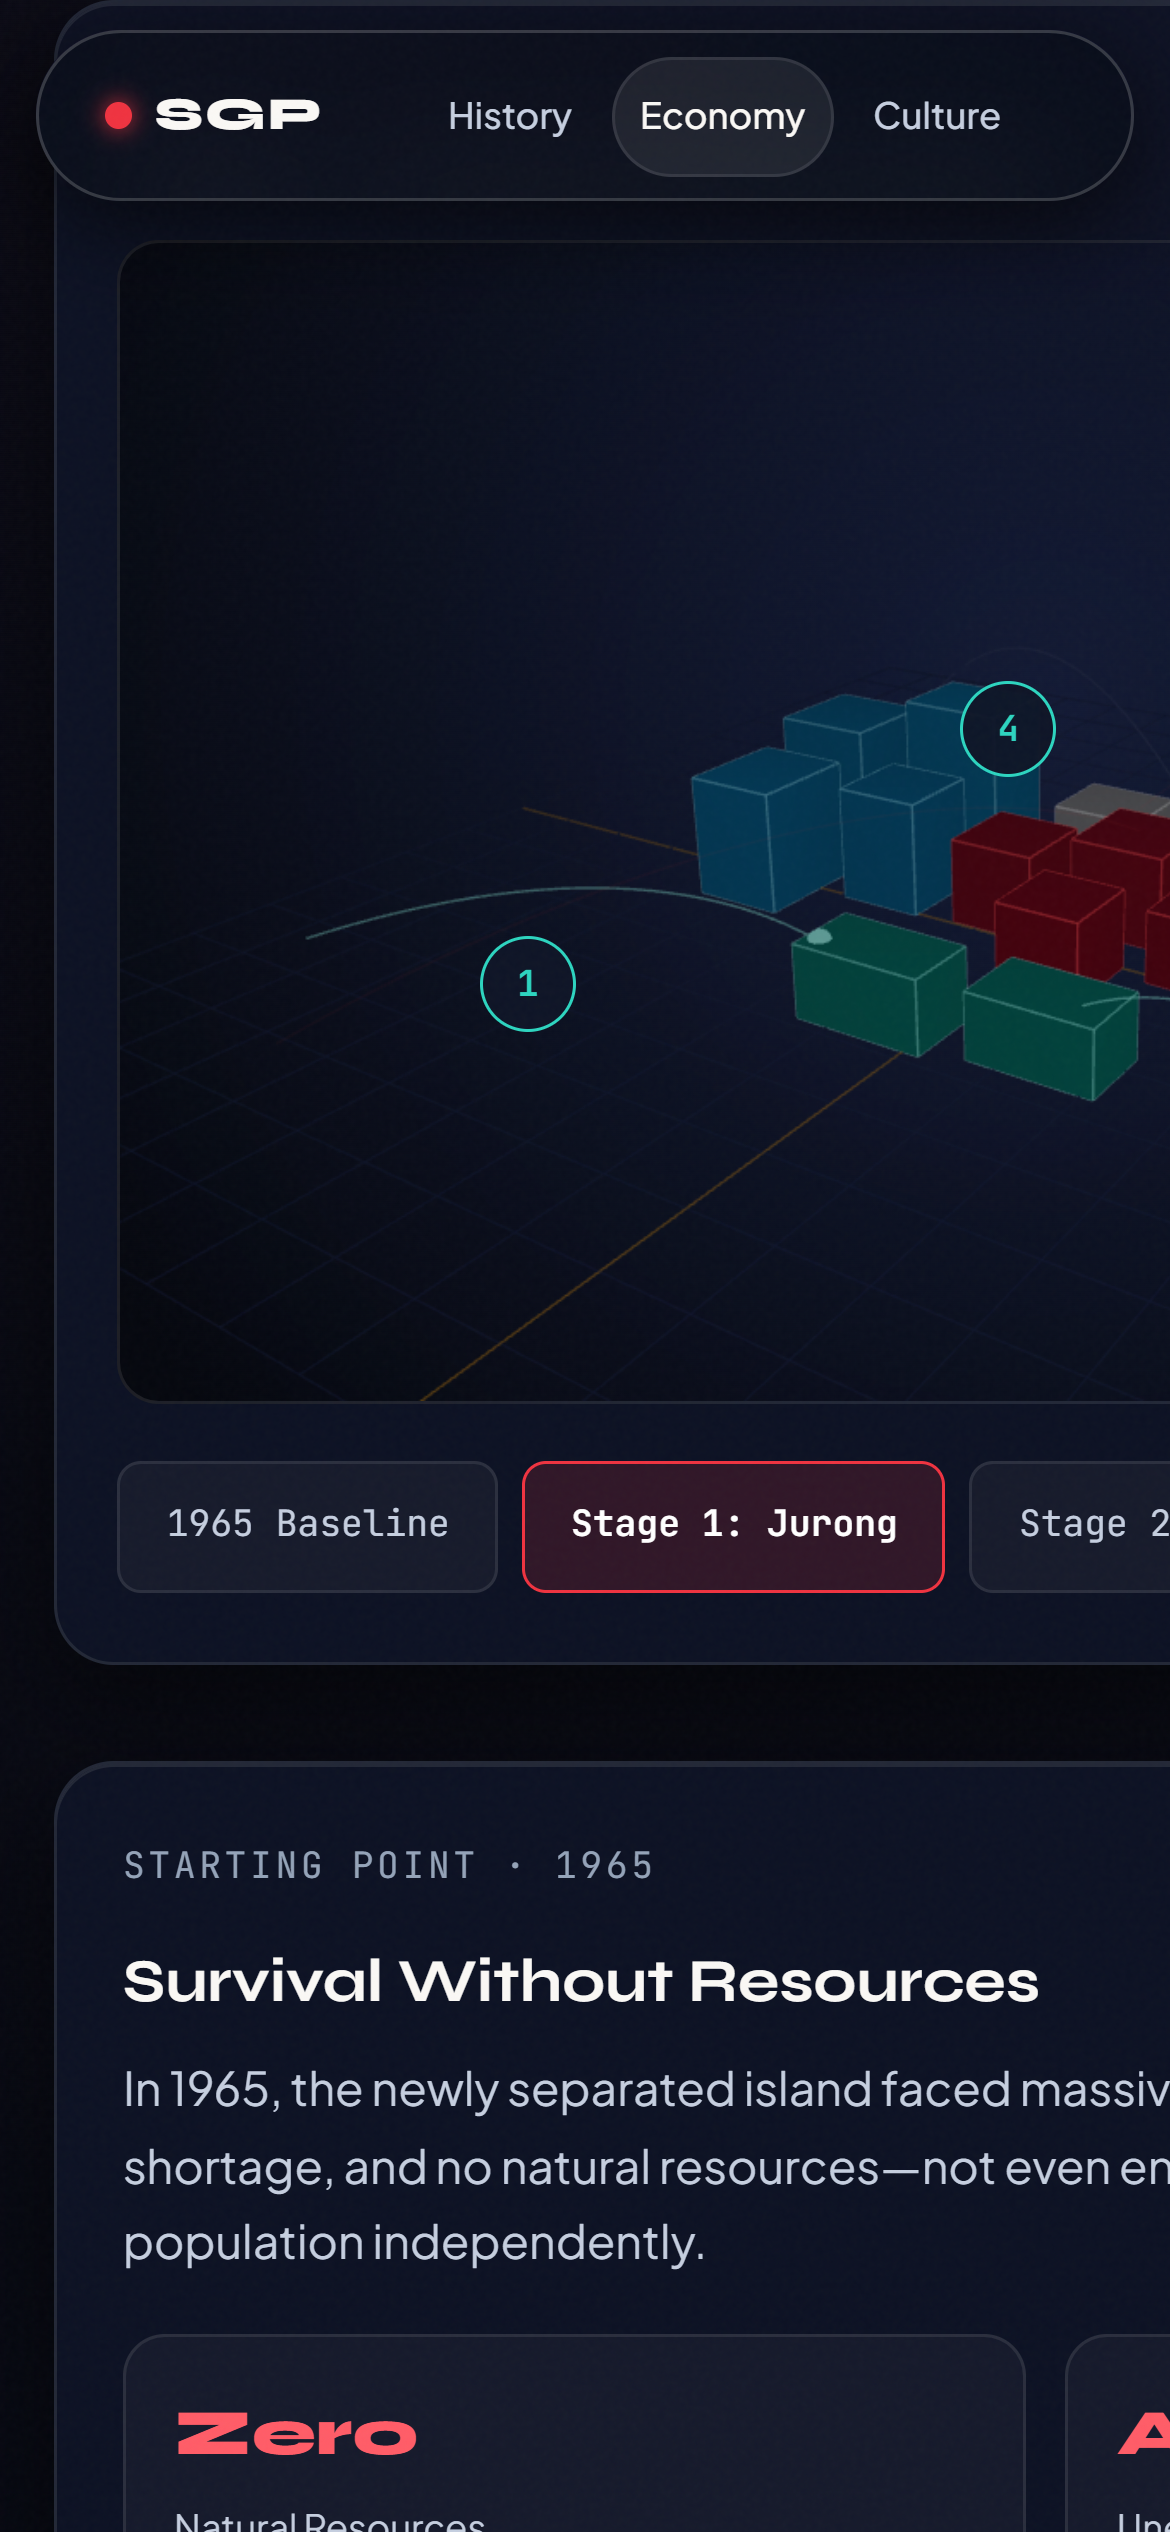 SGP
History
Economy
Culture
4
1
1965 Baseline
Stage 1: Jurong
Stage 2
STARTING POINT · 1965
Survival Without Resources
In 1965, the newly separated island faced massiv
shortage, and no natural resources—not even en
population independently.
Zero
A
Natural Resources
Une